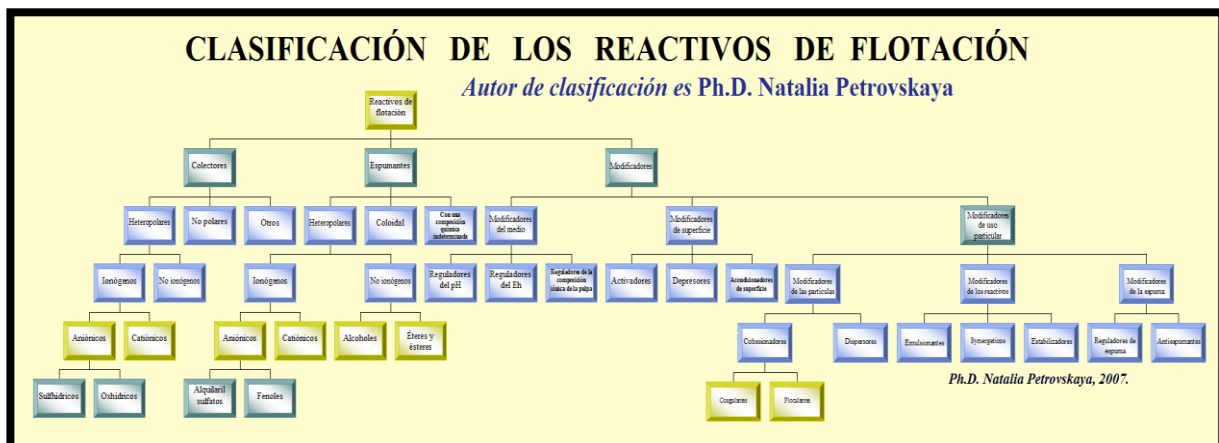 CLASIFICACIÓN DE LOS REACTIVOS DE FLOTACIÓN
Autor de clasificación es Ph.D. Natalia Petrovskaya
Reactivos de
flotación
Colectores
Espumantes
Modificadores
Heteropolares
No polares
Otros
Heteropolares
Coloidal
Con una
composición
química
indeterminada
Modificadores
del medio
Modificadores
de superficie
Modificadores
de uso
particular
Ionógenos
No ionógenos
Ionógenos
No ionógenos
Reguladores
del pH
Reguladores
del Eh
Reguladores de la
composición
iónica de la pulpa
Activadores
Depresores
Acondicionadores
de superficie
Modificadores
de las partículas
Modificadores
de los reactivos
Modificadores
de la espuma
Aniónicos
Catiónicos
Aniónicos
Catiónicos
Alcoholes
Éteres y
ésteres
Cohesionadores
Dispersores
Emulsionantes
Synergeticos
Estabilizadores
Reguladores de
espuma
Antiespumantes
Sulfhídricos
Oxhídricos
Alquilaril
sulfatos
Fenoles
Coagulantes
Floculantes
Ph.D. Natalia Petrovskaya, 2007.